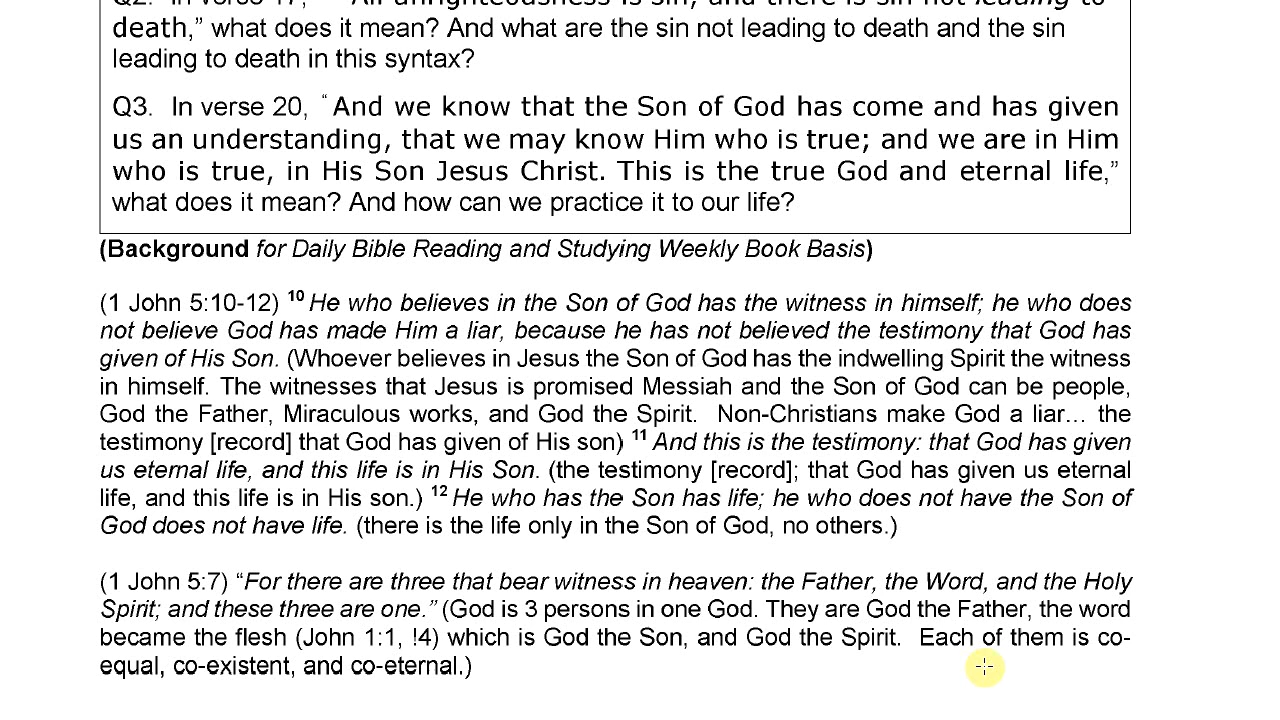 Q2. In verse 17, “All unrighteousness is sin, and there is sin not leading to
death,” what does it mean? And what are the sin not leading to death and the sin
leading to death in this syntax?
Q3. In verse 20, “And we know that the Son of God has come and has given
us an understanding, that we may know Him who is true; and we are in Him
who is true, in His Son Jesus Christ. This is the true God and eternal life,”
what does it mean? And how can we practice it to our life?
(Background for Daily Bible Reading and Studying Weekly Book Basis)
(1 John 5:10-12) 10 He who believes in the Son of God has the witness in himself; he who does
not believe God has made Him a liar, because he has not believed the testimony that God has
given of His Son. (Whoever believes in Jesus the Son of God has the indwelling Spirit the witness
in himself. The witnesses that Jesus is promised Messiah and the Son of God can be people,
God the Father, Miraculous works, and God the Spirit. Non-Christians make God a liar... the
testimony [record] that God has given of His son) 11 And this is the testimony: that God has given
us eternal life, and this life is in His Son. (the testimony [record]; that God has given us eternal
life, and this life is in His son.) 12 He who has the Son has life; he who does not have the Son of
God does not have life. (there is the life only in the Son of God, no others.)
(1 John 5:7) “For there are three that bear witness in heaven: the Father, the Word, and the Holy
Spirit; and these three are one.” (God is 3 persons in one God. They are God the Father, the word
became the flesh (John 1:1, !4) which is God the Son, and God the Spirit. Each of them is co-
equal, co-existent, and co-eternal.)